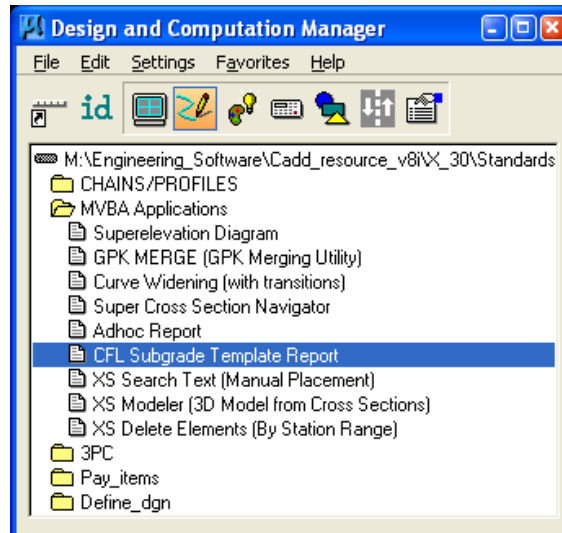 Design and Computation Manager
File Edit Settings Favorites Help
id
M:\Engineering_Software\Cadd_resource_v8i\X_30\Standards
CHAINS/PROFILES
MVBA Applications
Superelevation Diagram
GPK MERGE (GPK Merging Utility)
Curve Widening (with transitions)
Super Cross Section Navigator
Adhoc Report
CFL Subgrade Template Report
XS Search Text (Manual Placement)
XS Modeler (3D Model from Cross Sections)
XS Delete Elements (By Station Range)
3PC
Pay_items
Define_dgn